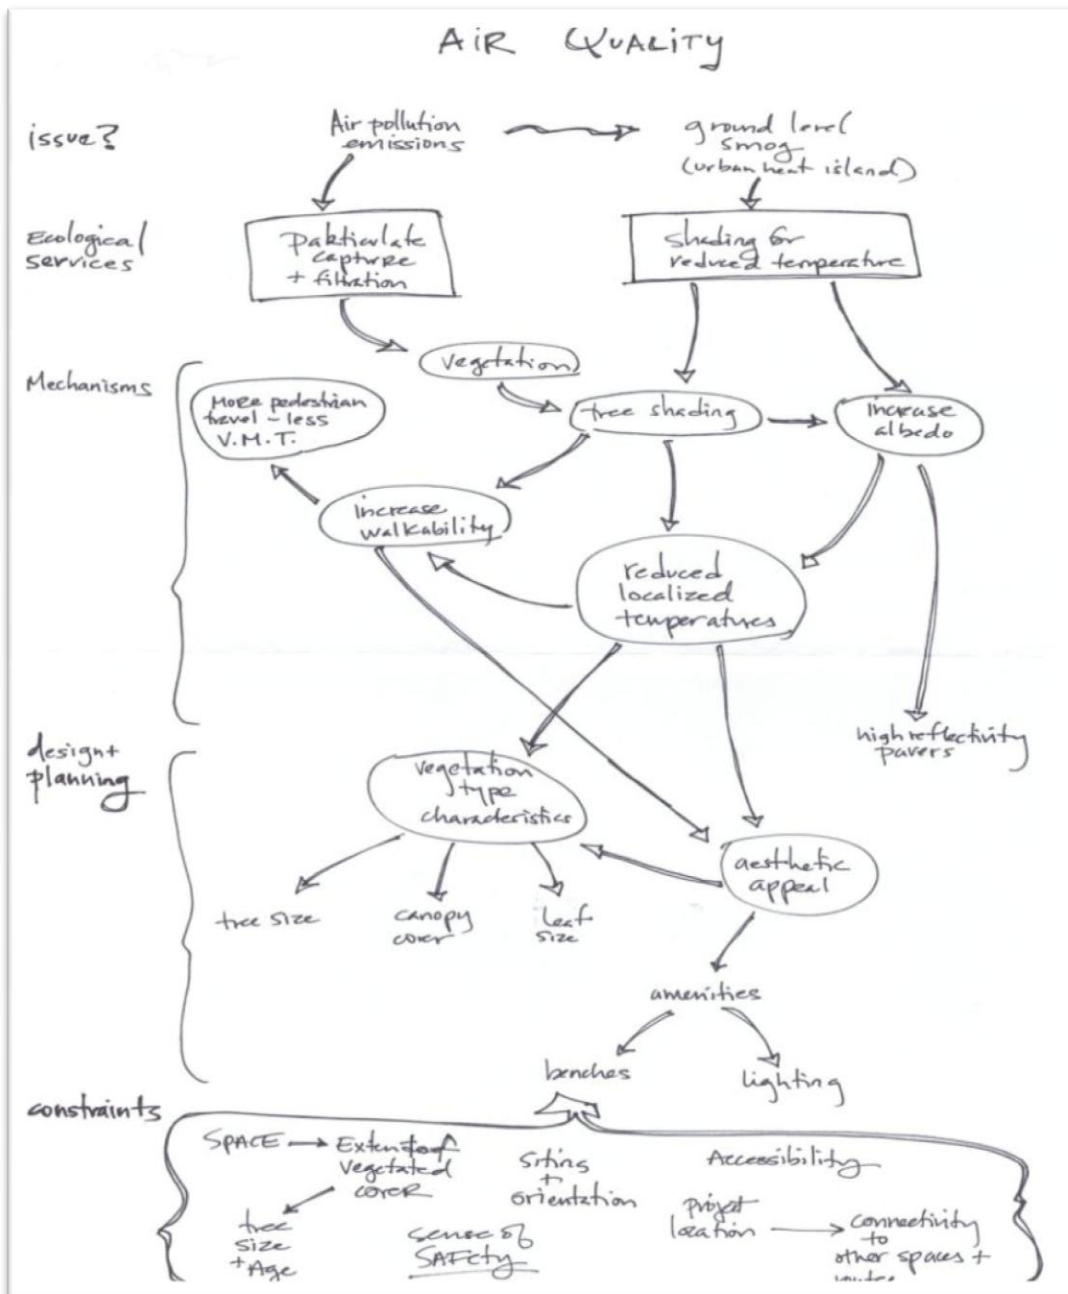 AiR QUALiTY
issue?
Air pollution
emissions
ground level
smog
(urban heat island)
Ecological
services
particulate
capture
+ filtration
shading for
reduced temperature
Mechanisms
vegetation
More pedestrian
travel - less
V.M.T.
tree shading
increase
albedo
increase
walkability
reduced
localized
temperatures
high reflectivity
pavers
design +
planning
vegetation
type
characteristics
aesthetic
appeal
tree size
canopy
cover
leaf
size
amenities
benches
lighting
constraints
SPACE
Extent of
vegetated
cover
tree
size
+ Age
sense of
SAFety
Siting
+
orientation
Accessibility
project
location
connectivity
to
other spaces +